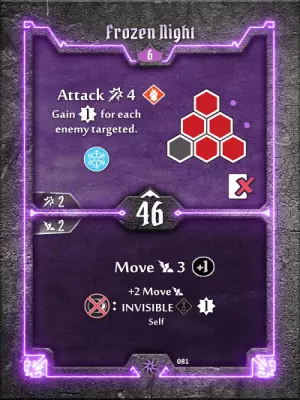 Frozen Night
6
Attack 4
Gain 1 for each
enemy targeted.
2
46
2
Move 3 +1
+2 Move
: INVISIBLE 1
Self
081